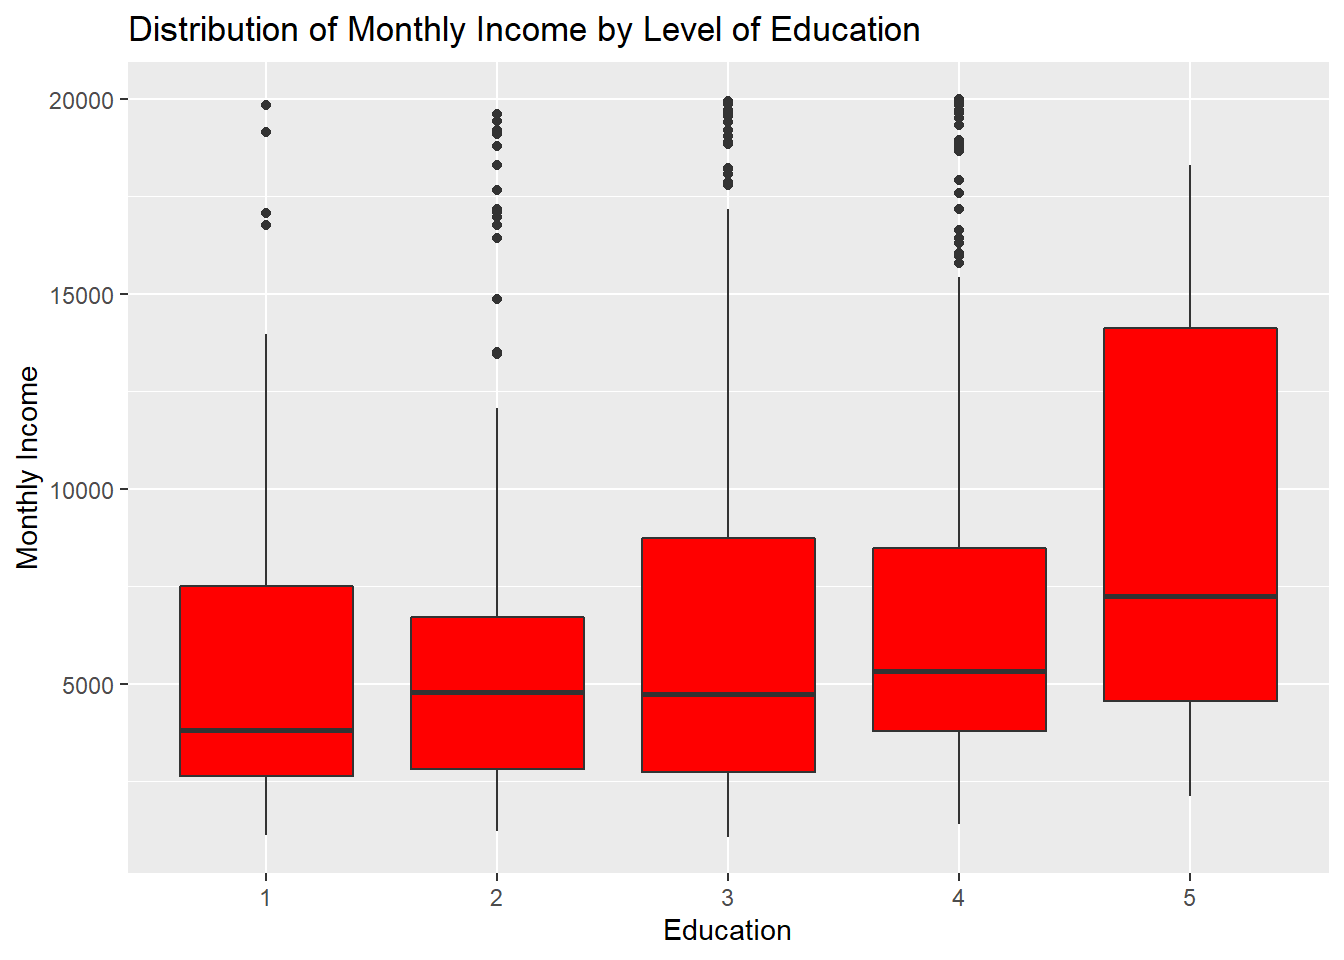 Distribution of Monthly Income by Level of Education
20000
15000
10000
5000
Monthly Income
1 2 3 4 5
Education